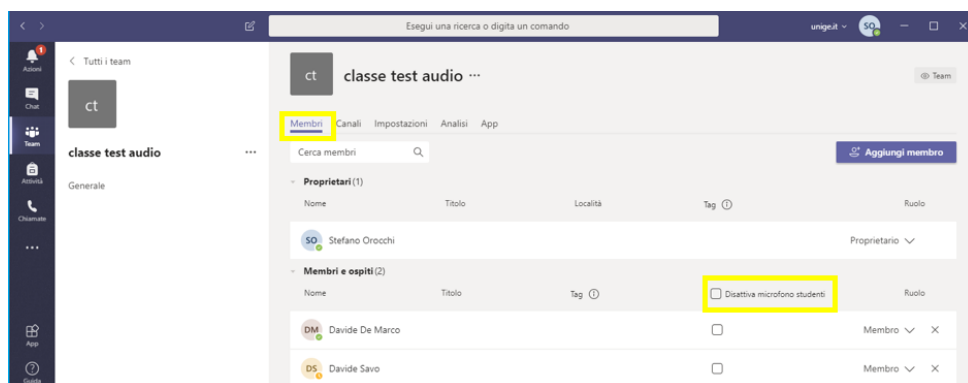 Esegui una ricerca o digita un comando
unige.it
SO
1
Azioni
Chat
Team
Attività
Chiamate
App
Guida
Tutti i team
ct
classe test audio
Generale
ct
classe test audio
Team
Membri Canali Impostazioni Analisi App
Cerca membri
Aggiungi membro
Proprietari (1)
Nome Titolo Località Tag Ruolo
SO Stefano Orocchi Proprietario
Membri e ospiti (2)
Nome Titolo Tag Disattiva microfono studenti Ruolo
DM Davide De Marco Membro
DS Davide Savo Membro